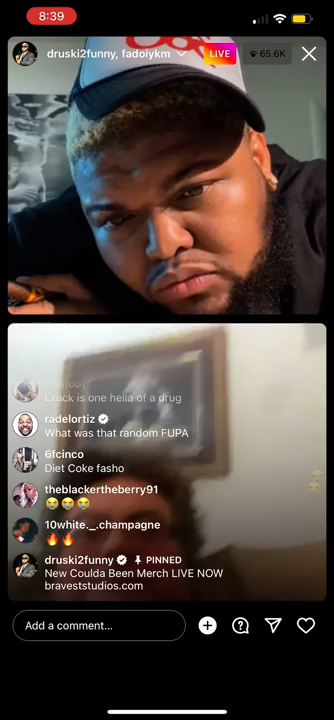 8:39
druski2funny, fadoiykm
LIVE
65.6K
Crack is one hella of a drug
radelortiz
What was that random FUPA
6fcinco
Diet Coke fasho
theblackertheberry91
😭😭😭
10white._.champagne
🔥🔥
druski2funny PINNED
New Coulda Been Merch LIVE NOW
braveststudios.com
Add a comment...